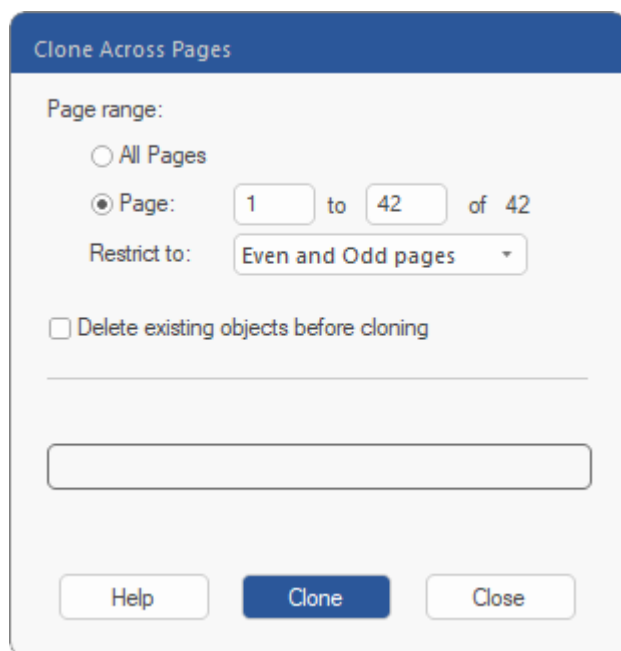 Clone Across Pages
Page range:
All Pages
Page: 1 to 42 of 42
Restrict to: Even and Odd pages
Delete existing objects before cloning
Help Clone Close